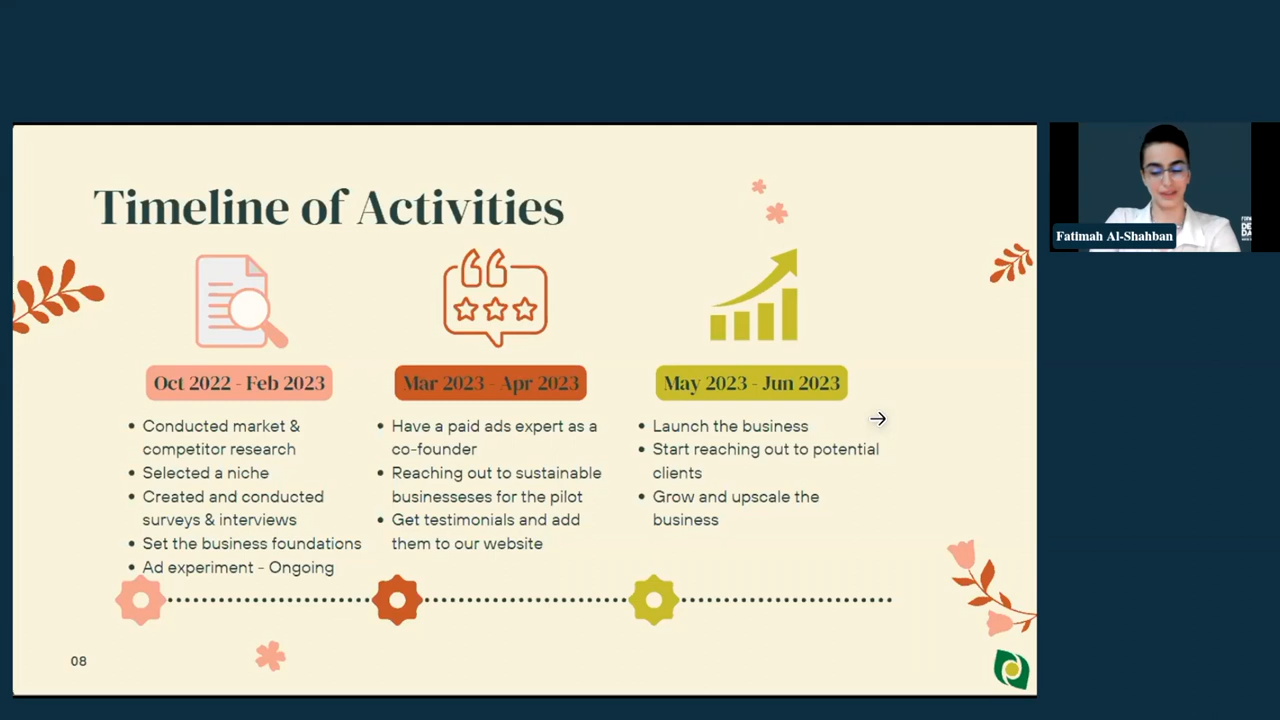 Timeline of Activities
Oct 2022 - Feb 2023
Conducted market &
competitor research
Selected a niche
Created and conducted
surveys & interviews
Set the business foundations
Ad experiment - Ongoing
Mar 2023 - Apr 2023
Have a paid ads expert as a
co-founder
Reaching out to sustainable
businesseses for the pilot
Get testimonials and add
them to our website
May 2023 - Jun 2023
Launch the business
Start reaching out to potential
clients
Grow and upscale the
business
08
Fatimah Al-Shahban